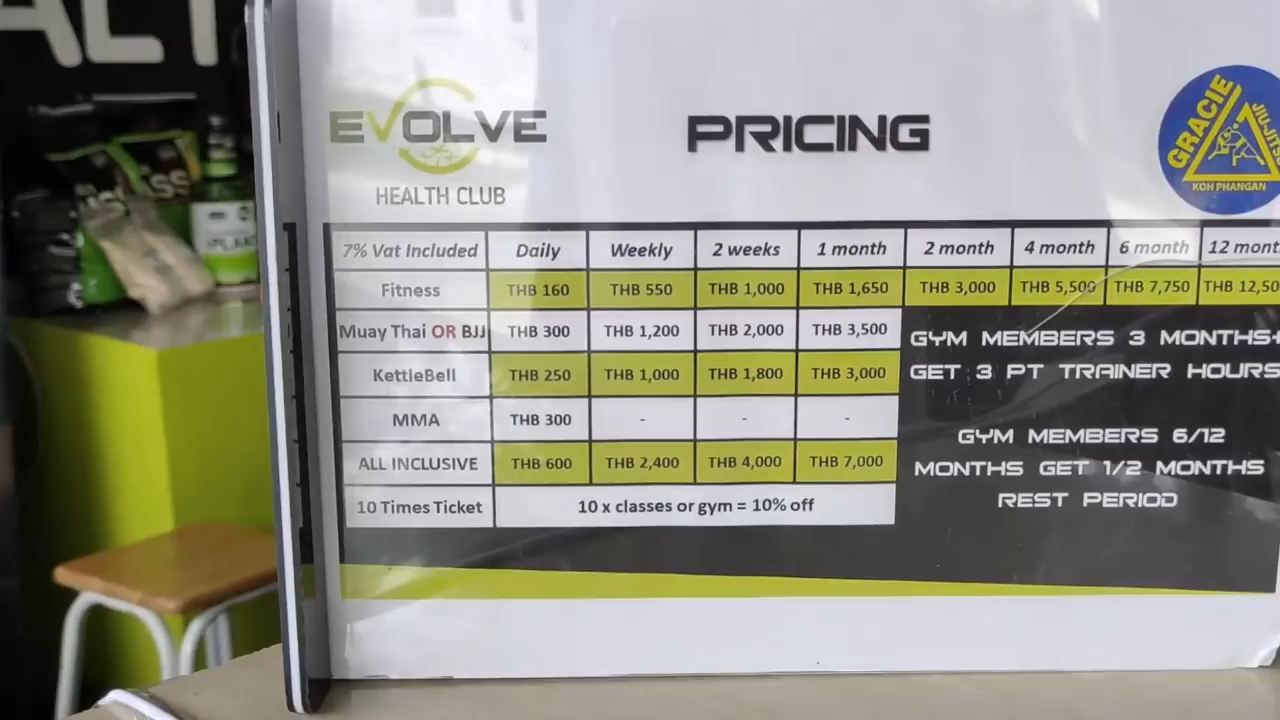 EVOLVE
HEALTH CLUB
PRICING
GRACIE
JIU-JITS
KOH PHANGAN
7% Vat Included Daily Weekly 2 weeks 1 month 2 month 4 month 6 month 12 mont
Fitness THB 160 THB 550 THB 1,000 THB 1,650 THB 3,000 THB 5,500 THB 7,750 THB 12,50
Muay Thai OR BJJ THB 300 THB 1,200 THB 2,000 THB 3,500
KettleBell THB 250 THB 1,000 THB 1,800 THB 3,000
MMA THB 300 - - -
ALL INCLUSIVE THB 600 THB 2,400 THB 4,000 THB 7,000
10 Times Ticket 10 x classes or gym = 10% off
GYM MEMBERS 3 MONTHS+
GET 3 PT TRAINER HOURS
GYM MEMBERS 6/12
MONTHS GET 1/2 MONTHS
REST PERIOD